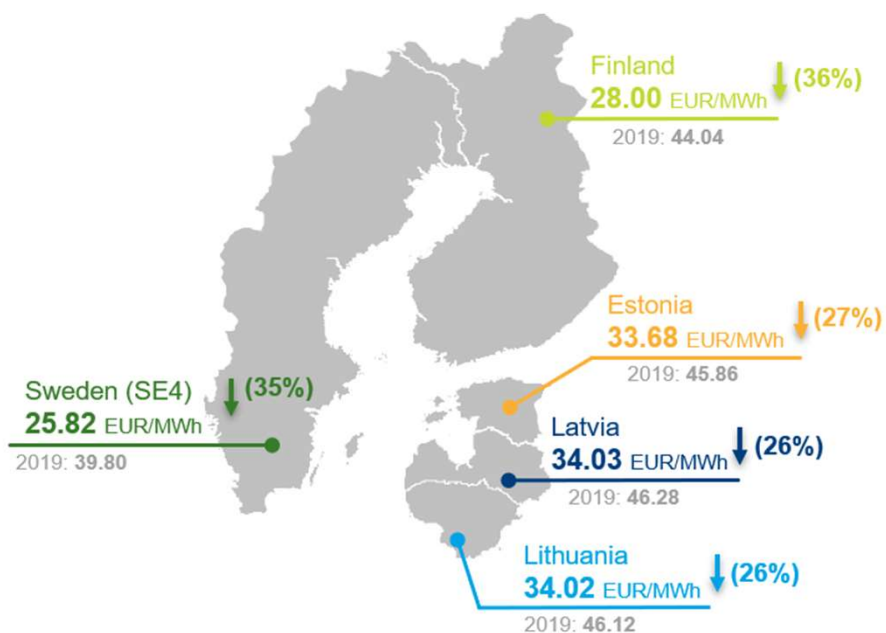 Finland
28.00 EUR/MWh
(36%)
2019: 44.04
Estonia
33.68 EUR/MWh
(27%)
2019: 45.86
Sweden (SE4)
25.82 EUR/MWh
(35%)
2019: 39.80
Latvia
34.03 EUR/MWh
(26%)
2019: 46.28
Lithuania
34.02 EUR/MWh
(26%)
2019: 46.12